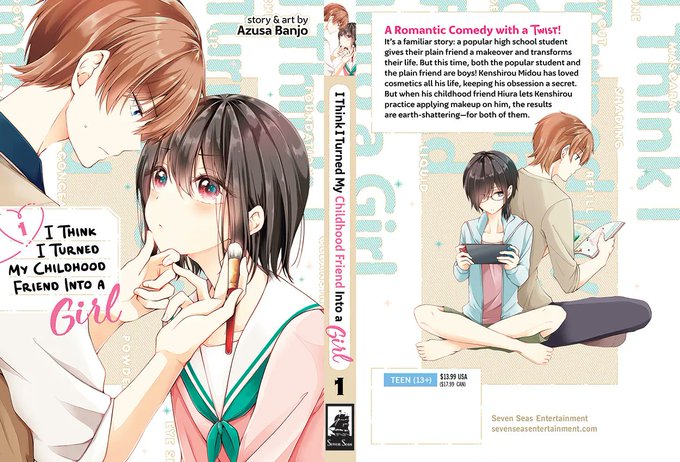 story & art by
Azusa Banjo
1
I THINK
I TURNED
MY CHILDHOOD
FRIEND INTO A
Girl
POWDER
I Think I Turned My Childhood Friend Into a Girl
1
SEVEN SEAS
A Romantic Comedy with a TWIST!
It's a familiar story: a popular high school student
gives their plain friend a makeover and transforms
their life. But this time, both the popular student and
the plain friend are boys! Kenshirou Midou has loved
cosmetics all his life, keeping his obsession a secret.
But when his childhood friend Hiura lets Kenshirou
practice applying makeup on him, the results
are earth-shattering—for both of them.
LIQUID
SHADING
MASCARA
TEEN (13+)
$13.99 USA
($17.99 CAN)
Seven Seas Entertainment
sevenseasentertainment.com